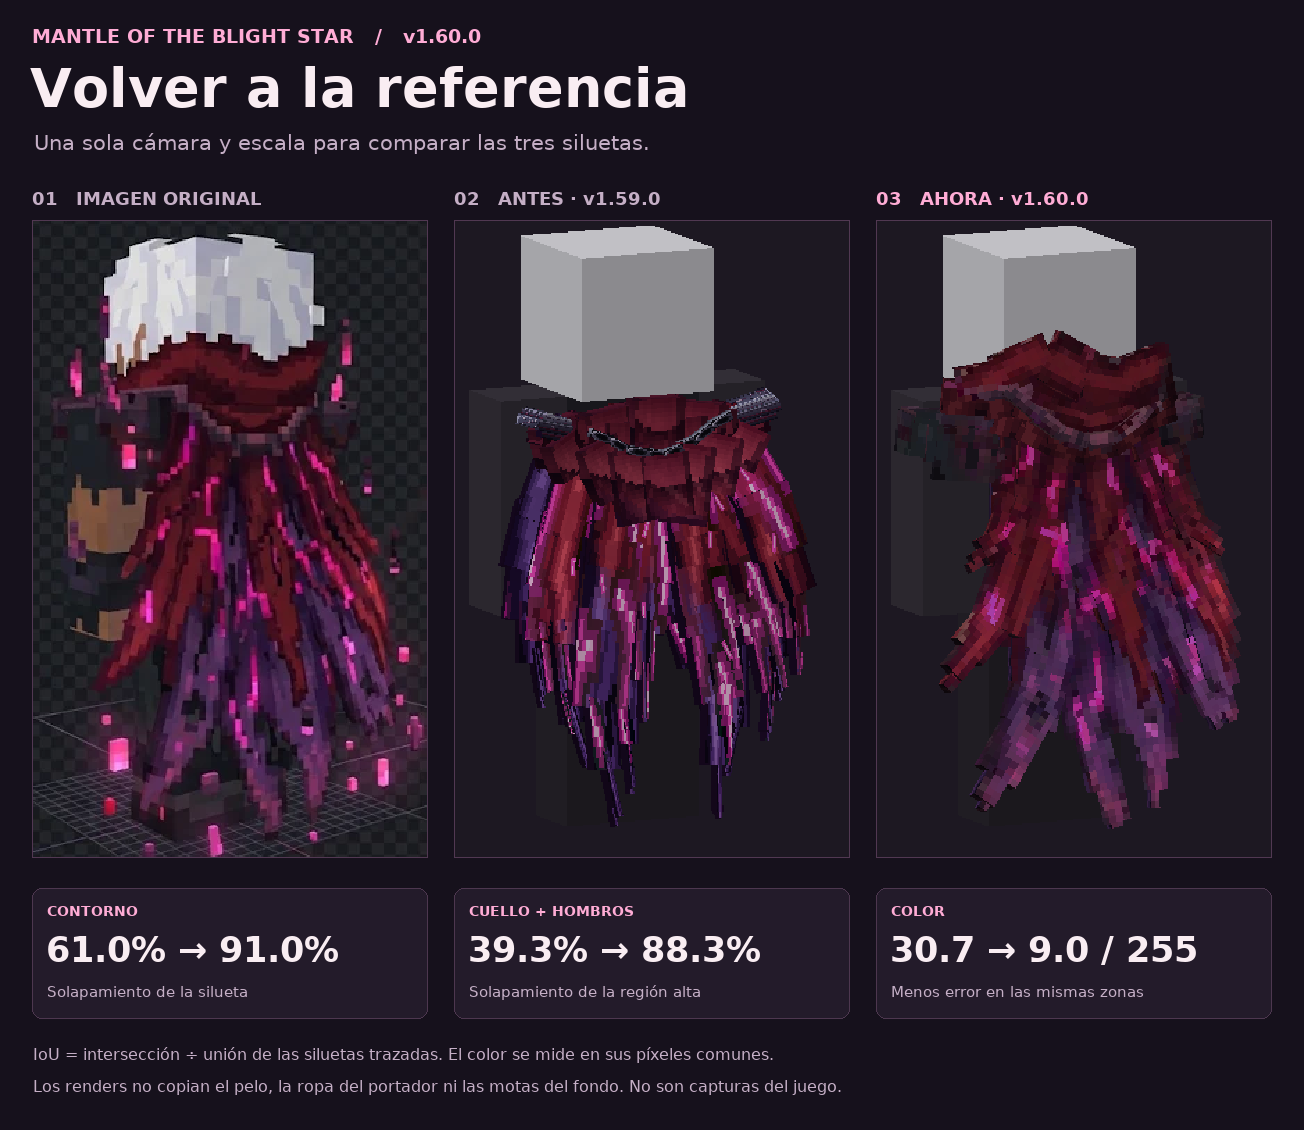 MANTLE OF THE BLIGHT STAR / v1.60.0
Volver a la referencia
Una sola cámara y escala para comparar las tres siluetas.
01 IMAGEN ORIGINAL
02 ANTES · v1.59.0
03 AHORA · v1.60.0
CONTORNO
61.0% → 91.0%
Solapamiento de la silueta
CUELLO + HOMBROS
39.3% → 88.3%
Solapamiento de la región alta
COLOR
30.7 → 9.0 / 255
Menos error en las mismas zonas
IoU = intersección ÷ unión de las siluetas trazadas. El color se mide en sus píxeles comunes.
Los renders no copian el pelo, la ropa del portador ni las motas del fondo. No son capturas del juego.